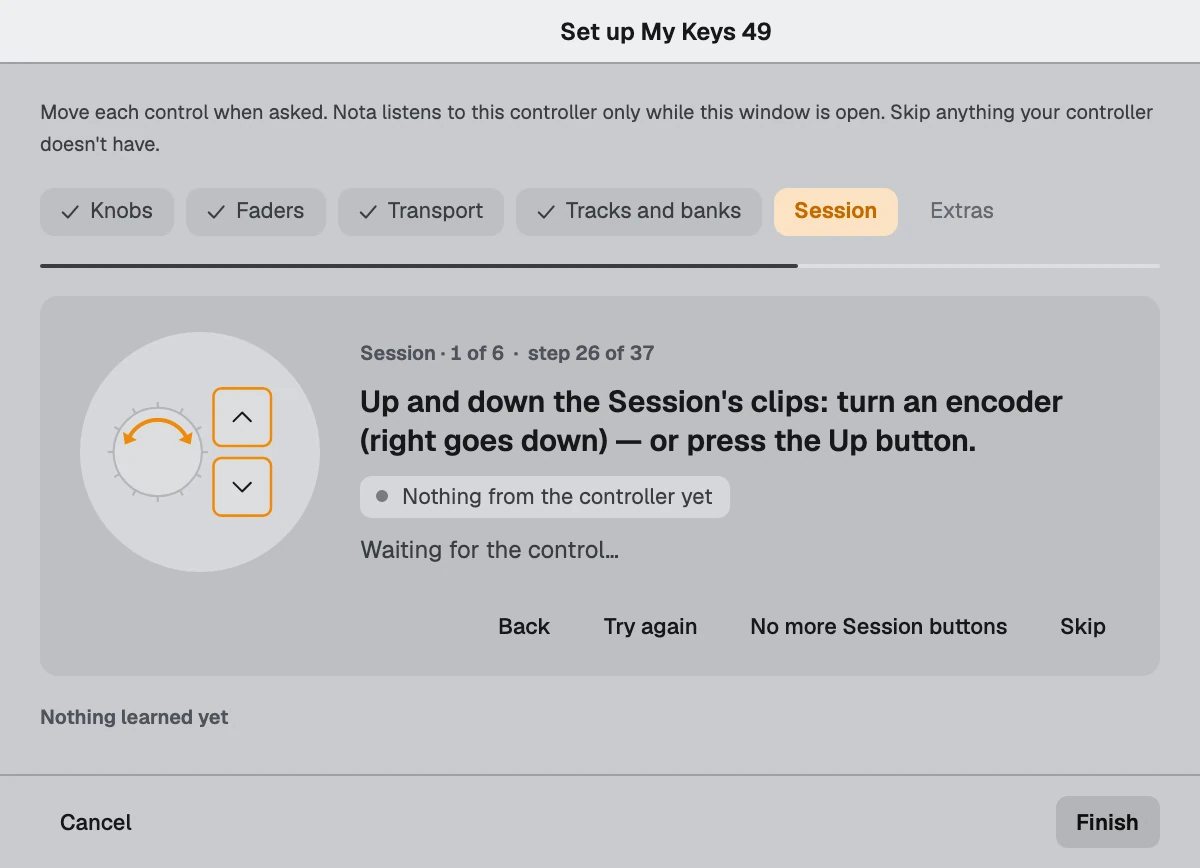 Set up My Keys 49
Move each control when asked. Nota listens to this controller only while this window is open. Skip anything your controller
doesn't have.
Knobs
Faders
Transport
Tracks and banks
Session
Extras
Session · 1 of 6 · step 26 of 37
Up and down the Session's clips: turn an encoder
(right goes down) — or press the Up button.
Nothing from the controller yet
Waiting for the control…
Back
Try again
No more Session buttons
Skip
Nothing learned yet
Cancel
Finish